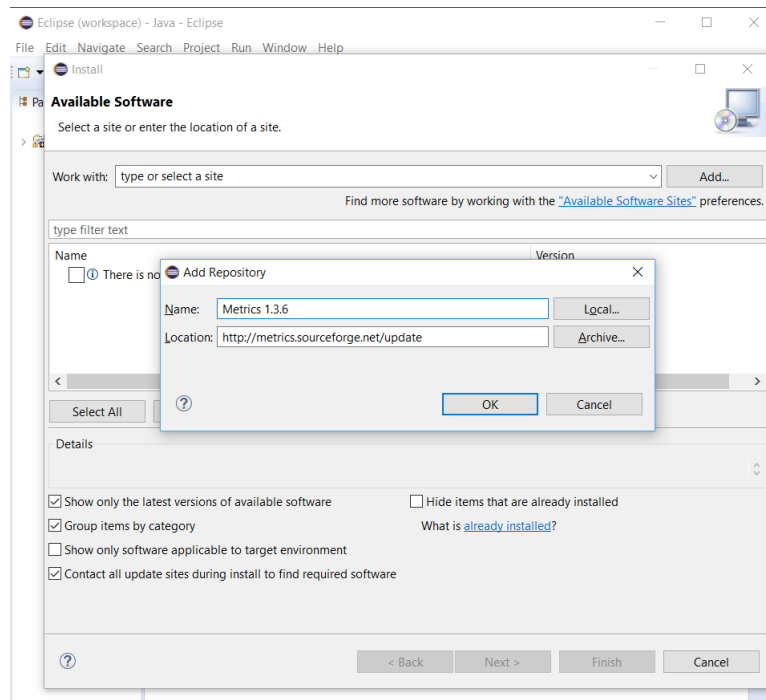 Eclipse (workspace) - Java - Eclipse
File Edit Navigate Search Project Run Window Help
Install
Pa
Available Software
Select a site or enter the location of a site.
Work with: type or select a site Add...
Find more software by working with the "Available Software Sites" preferences.
type filter text
Name Version
There is no
Add Repository
Name: Metrics 1.3.6 Local...
Location: http://metrics.sourceforge.net/update Archive...
OK Cancel
Select All
Details
Show only the latest versions of available software Hide items that are already installed
Group items by category What is already installed?
Show only software applicable to target environment
Contact all update sites during install to find required software
< Back Next > Finish Cancel